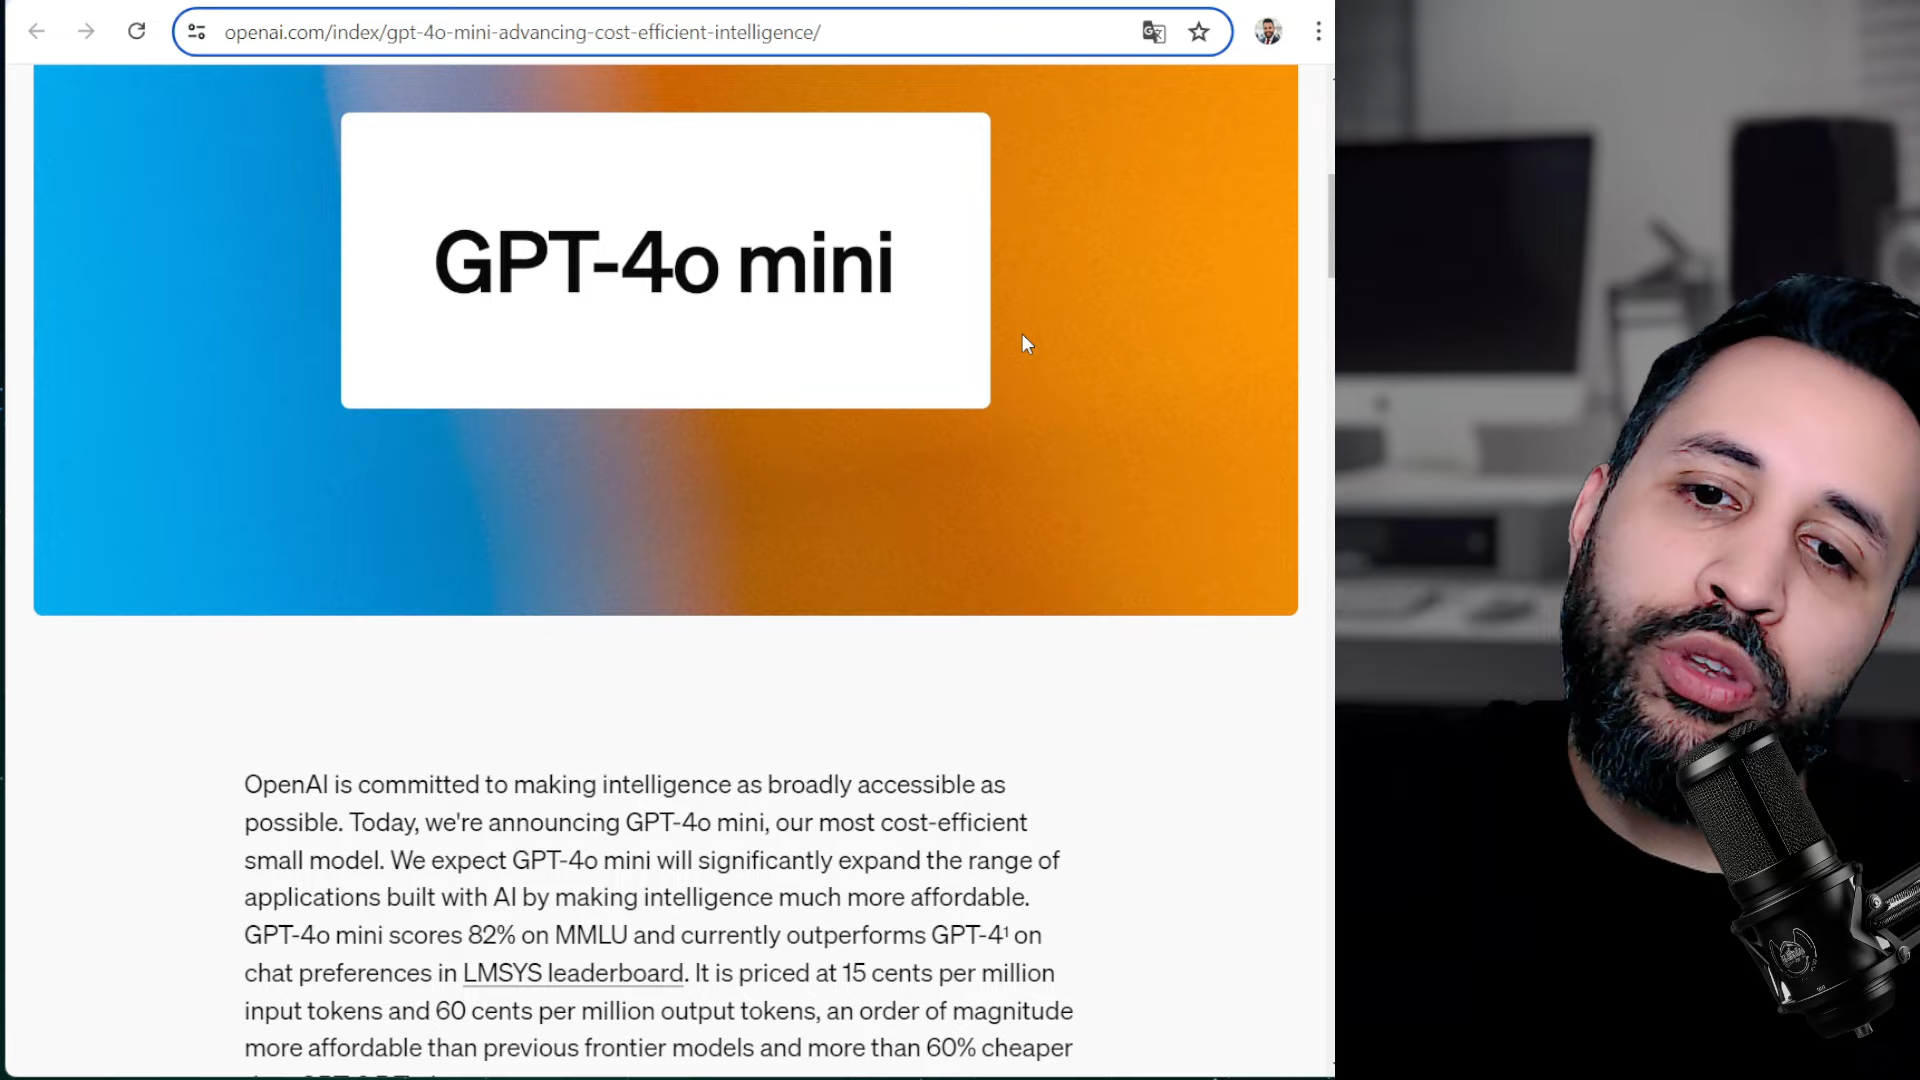 openai.com/index/gpt-4o-mini-advancing-cost-efficient-intelligence/
GPT-4o mini
OpenAI is committed to making intelligence as broadly accessible as
possible. Today, we're announcing GPT-4o mini, our most cost-efficient
small model. We expect GPT-4o mini will significantly expand the range of
applications built with AI by making intelligence much more affordable.
GPT-4o mini scores 82% on MMLU and currently outperforms GPT-4¹ on
chat preferences in LMSYS leaderboard. It is priced at 15 cents per million
input tokens and 60 cents per million output tokens, an order of magnitude
more affordable than previous frontier models and more than 60% cheaper